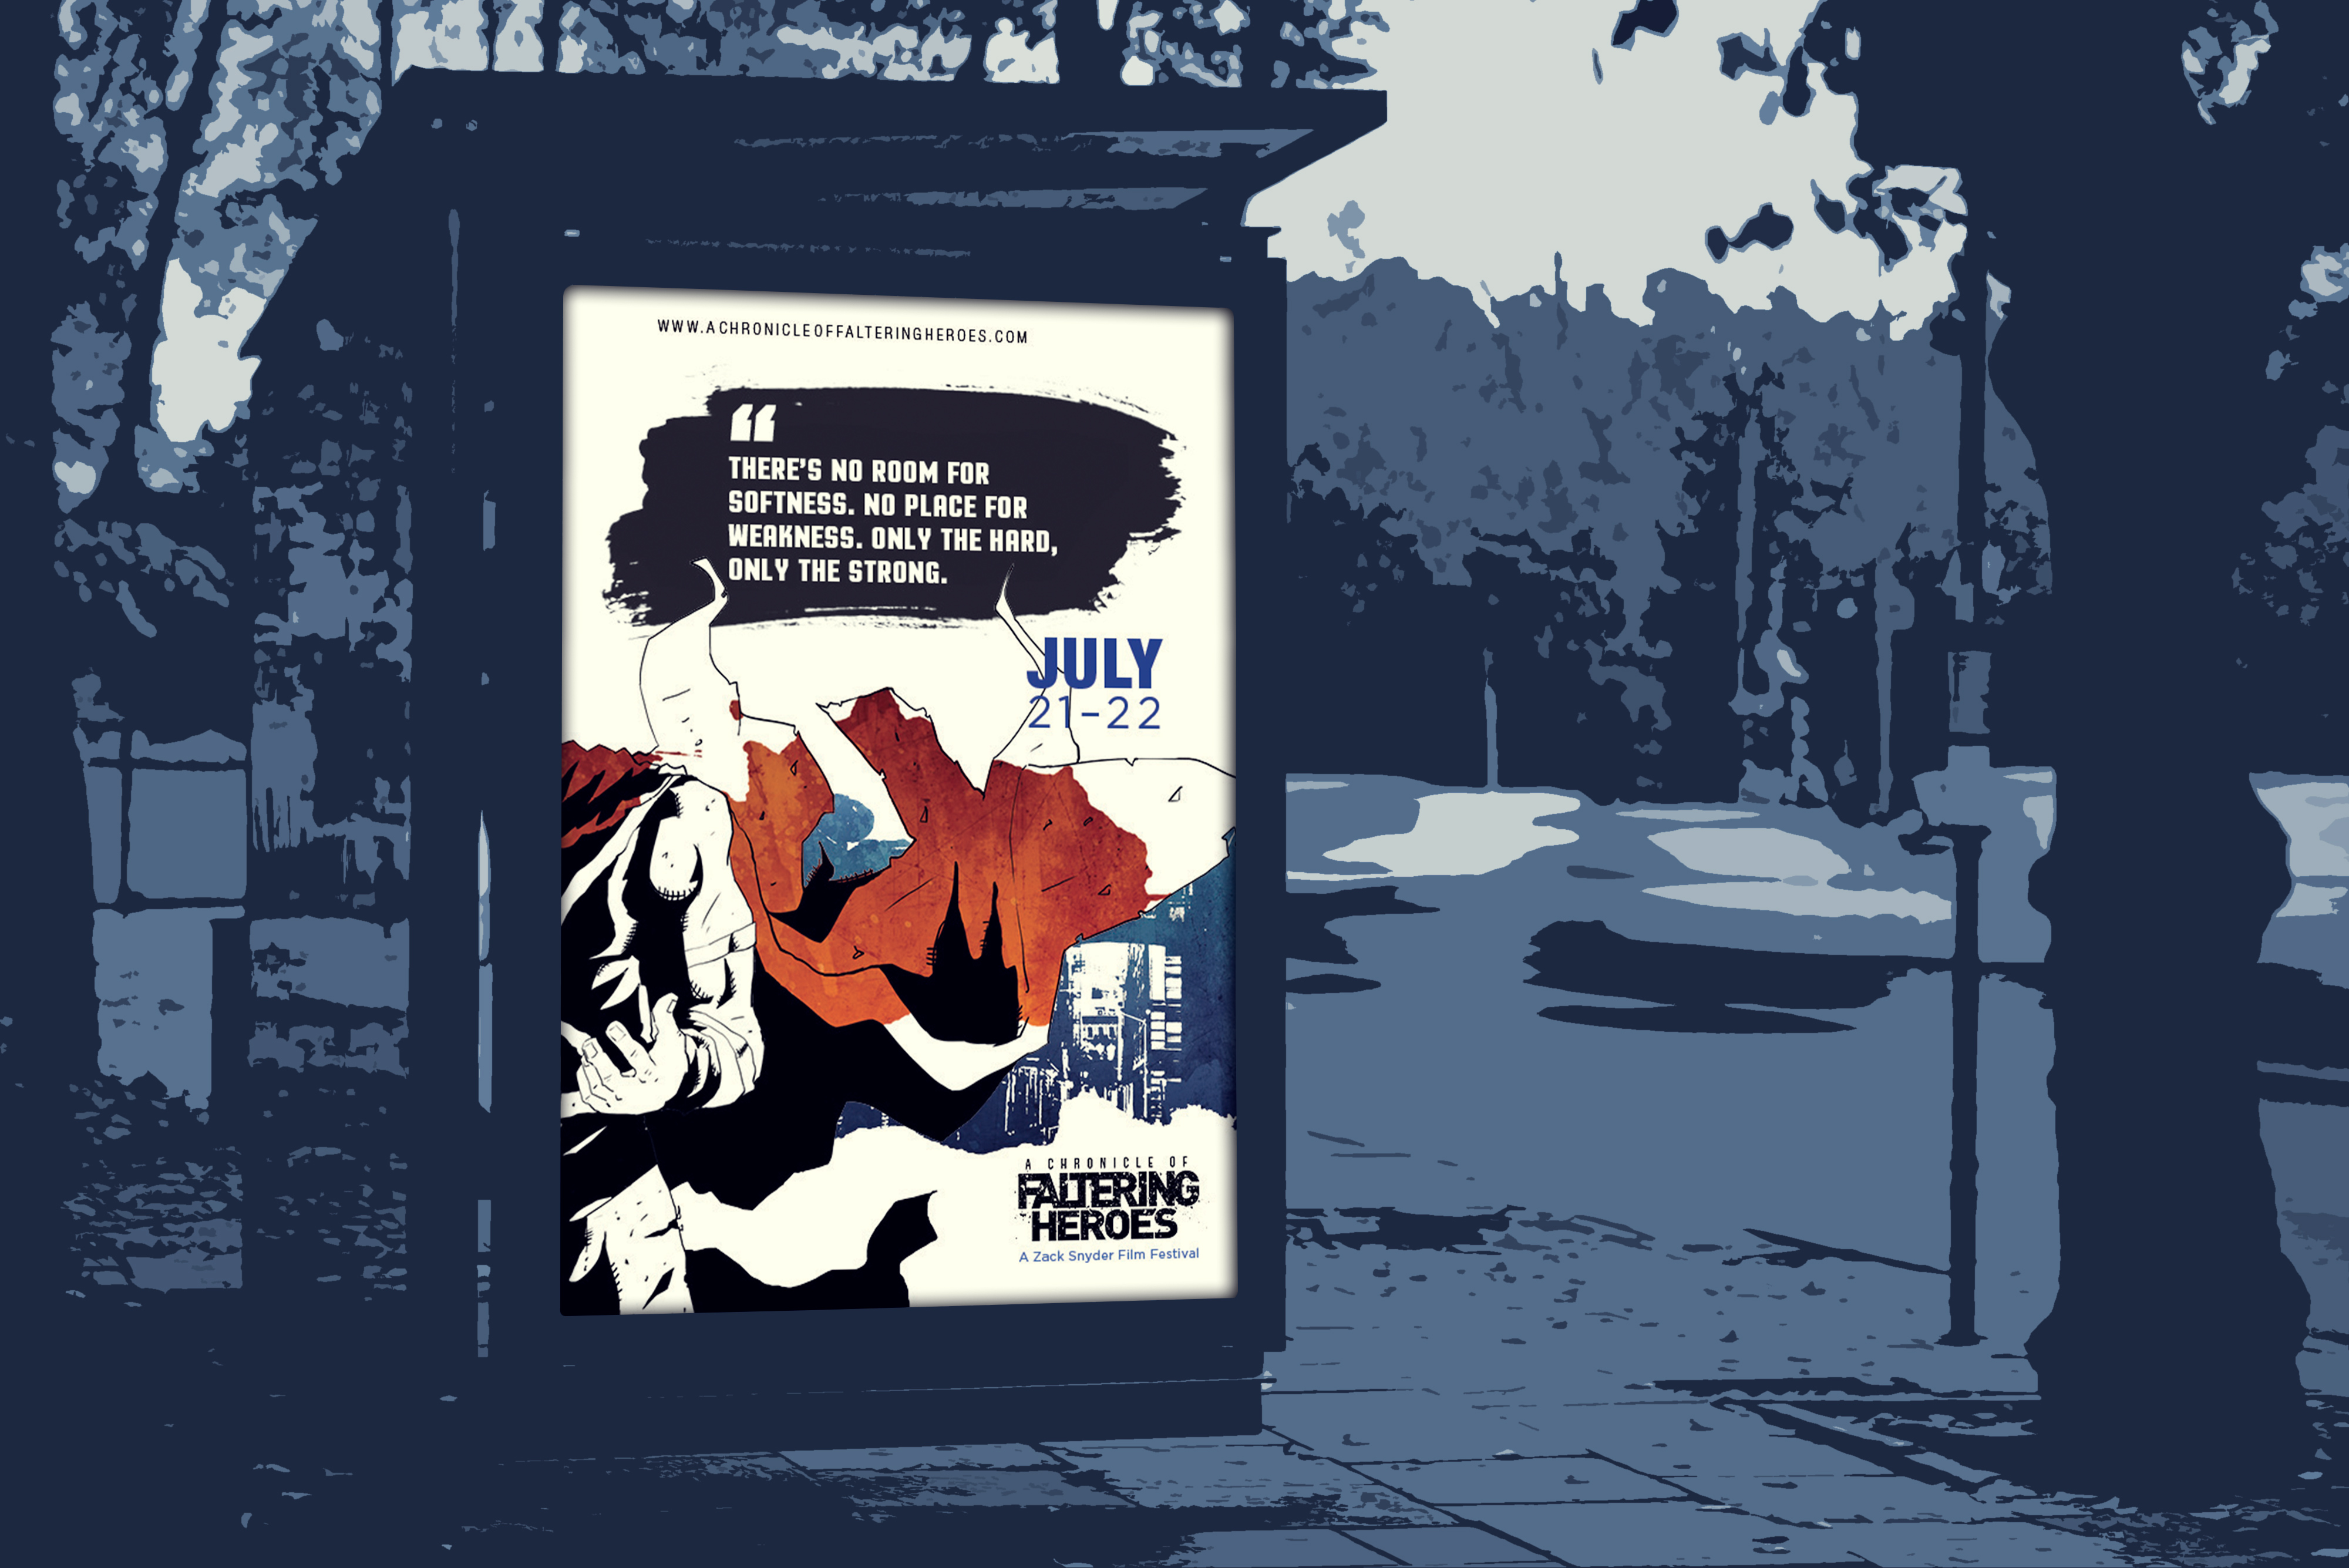 WWW.ACHRONICLEOFFALTERINGHEROES.COM
“
THERE'S NO ROOM FOR
SOFTNESS. NO PLACE FOR
WEAKNESS. ONLY THE HARD,
ONLY THE STRONG.
JULY
21-22
A CHRONICLE OF
FALTERING
HEROES
A Zack Snyder Film Festival